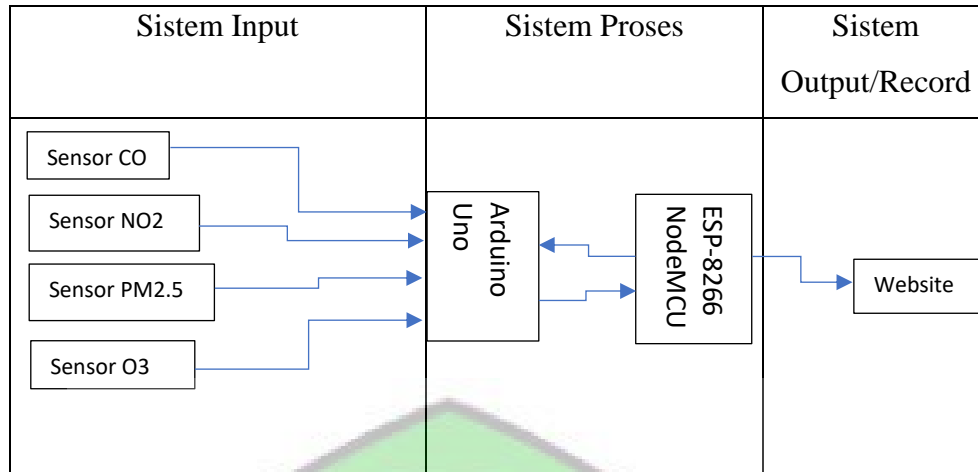 Sistem Input
Sistem Proses
Sistem
Output/Record
Sensor CO
Sensor NO2
Sensor PM2.5
Sensor O3
Arduino
Uno
ESP-8266
NodeMCU
Website